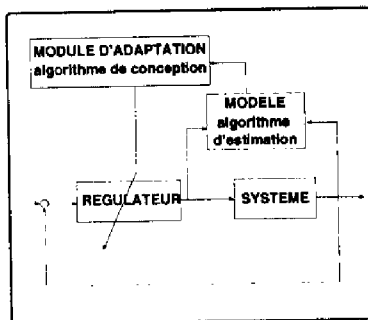 MODULE D'ADAPTATION
algorithme de conception
MODELE
algorithme
d'estimation
REGULATEUR
SYSTEME